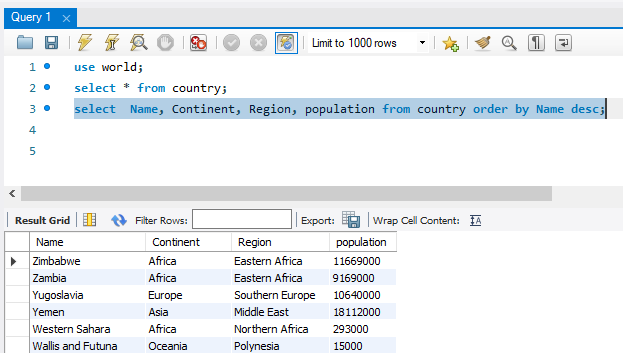 Query 1
Limit to 1000 rows
1 use world;
2 select * from country;
3 select  Name, Continent, Region, population from country order by Name desc;
4
5
Result Grid Filter Rows: Export: Wrap Cell Content:
Name Continent Region population
Zimbabwe Africa Eastern Africa 11669000
Zambia Africa Eastern Africa 9169000
Yugoslavia Europe Southern Europe 10640000
Yemen Asia Middle East 18112000
Western Sahara Africa Northern Africa 293000
Wallis and Futuna Oceania Polynesia 15000